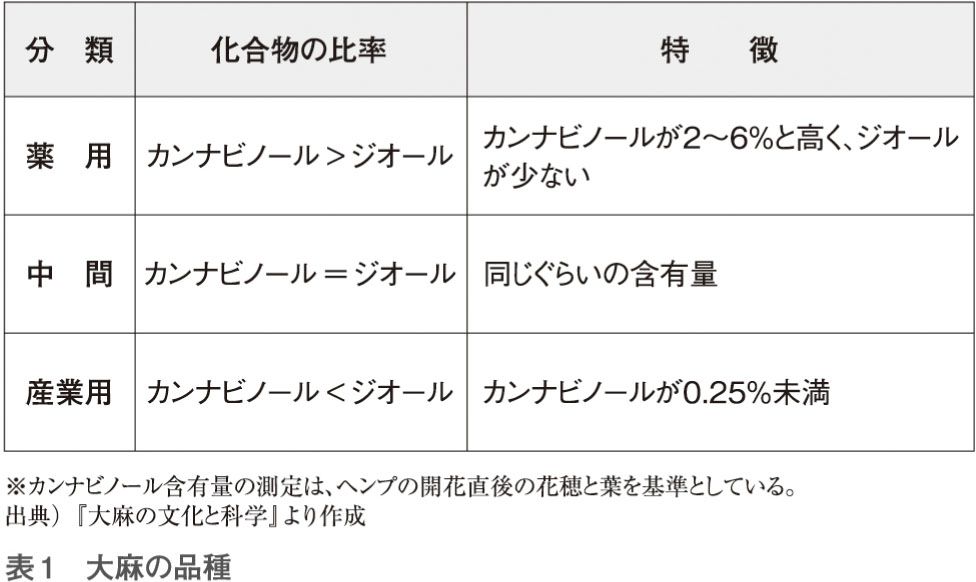 分　類　化合物の比率　特　　徴
薬　用　カンナビノール＞ジオール　カンナビノールが2〜6%と高く、ジオール
が少ない
中　間　カンナビノール＝ジオール　同じぐらいの含有量
産業用　カンナビノール＜ジオール　カンナビノールが0.25%未満
※カンナビノール含有量の測定は、ヘンプの開花直後の花穂と葉を基準としている。
出典）『大麻の文化と科学』より作成
表1　大麻の品種